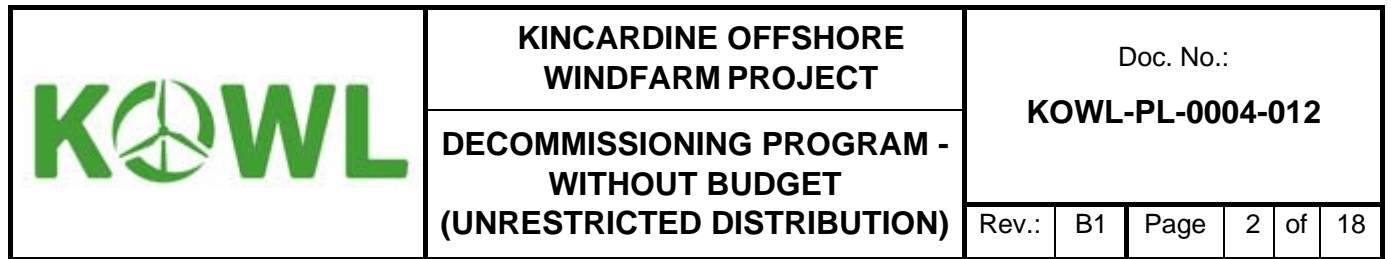 KOWL
KINCARDINE OFFSHORE
WINDFARM PROJECT
DECOMMISSIONING PROGRAM -
WITHOUT BUDGET
(UNRESTRICTED DISTRIBUTION)
Doc. No.:
KOWL-PL-0004-012
Rev.: B1 Page 2 of 18